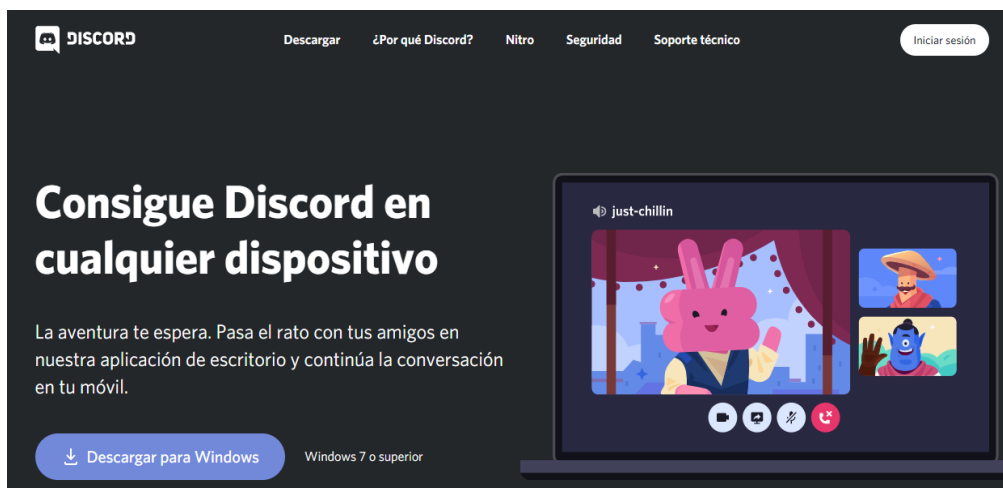 DISCORD
Descargar
¿Por qué Discord?
Nitro
Seguridad
Soporte técnico
Iniciar sesión
Consigue Discord en
cualquier dispositivo
La aventura te espera. Pasa el rato con tus amigos en
nuestra aplicación de escritorio y continúa la conversación
en tu móvil.
Descargar para Windows
Windows 7 o superior
just-chillin